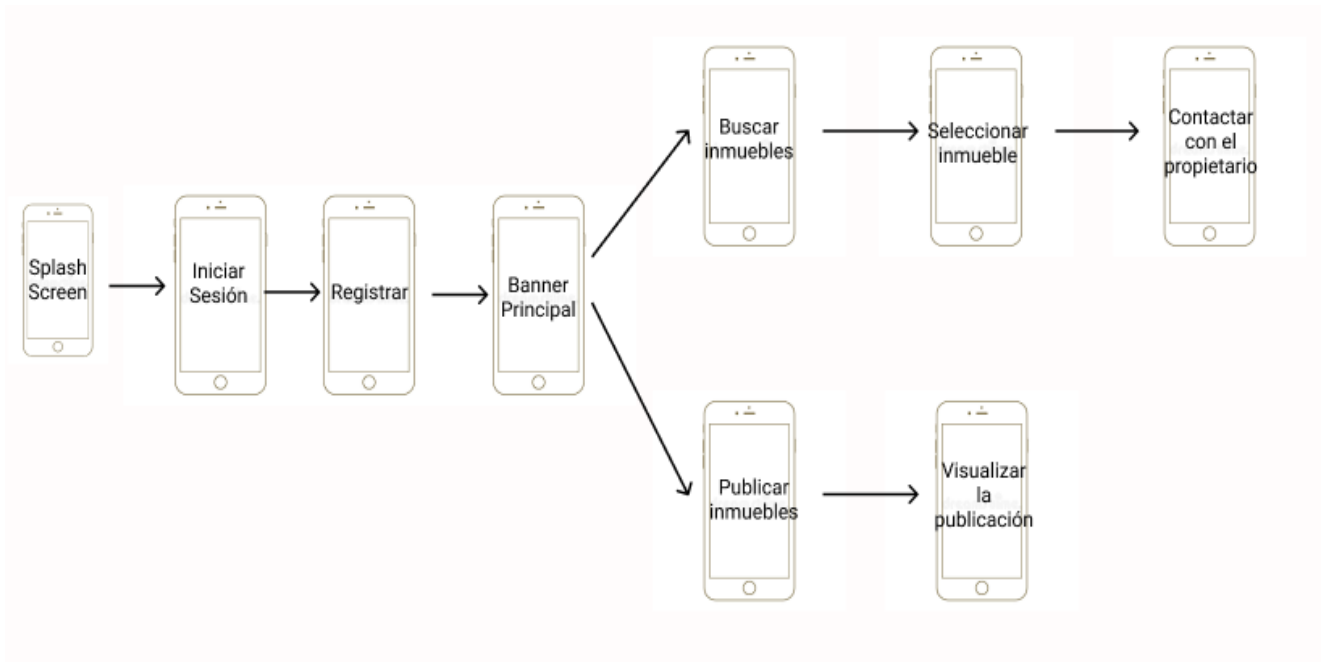 Splash
Screen
Iniciar
Sesión
Registrar
Banner
Principal
Buscar
inmuebles
Seleccionar
inmueble
Contactar
con el
propietario
Publicar
inmuebles
Visualizar
la
publicación